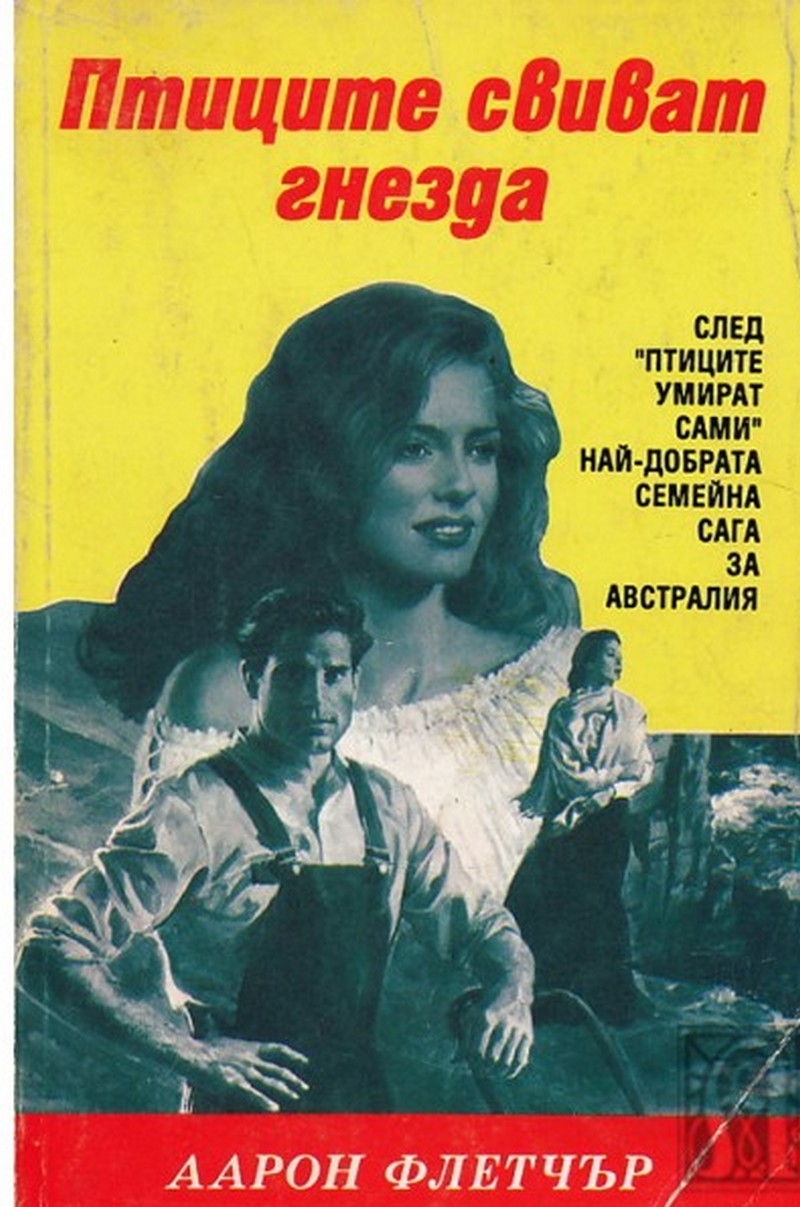 Птиците свиват
гнезда
СЛЕД
"ПТИЦИТЕ
УМИРАТ
САМИ"
НАЙ-ДОБРАТА
СЕМЕЙНА
САГА
ЗА
АВСТРАЛИЯ
ААРОН ФЛЕТЧЪР